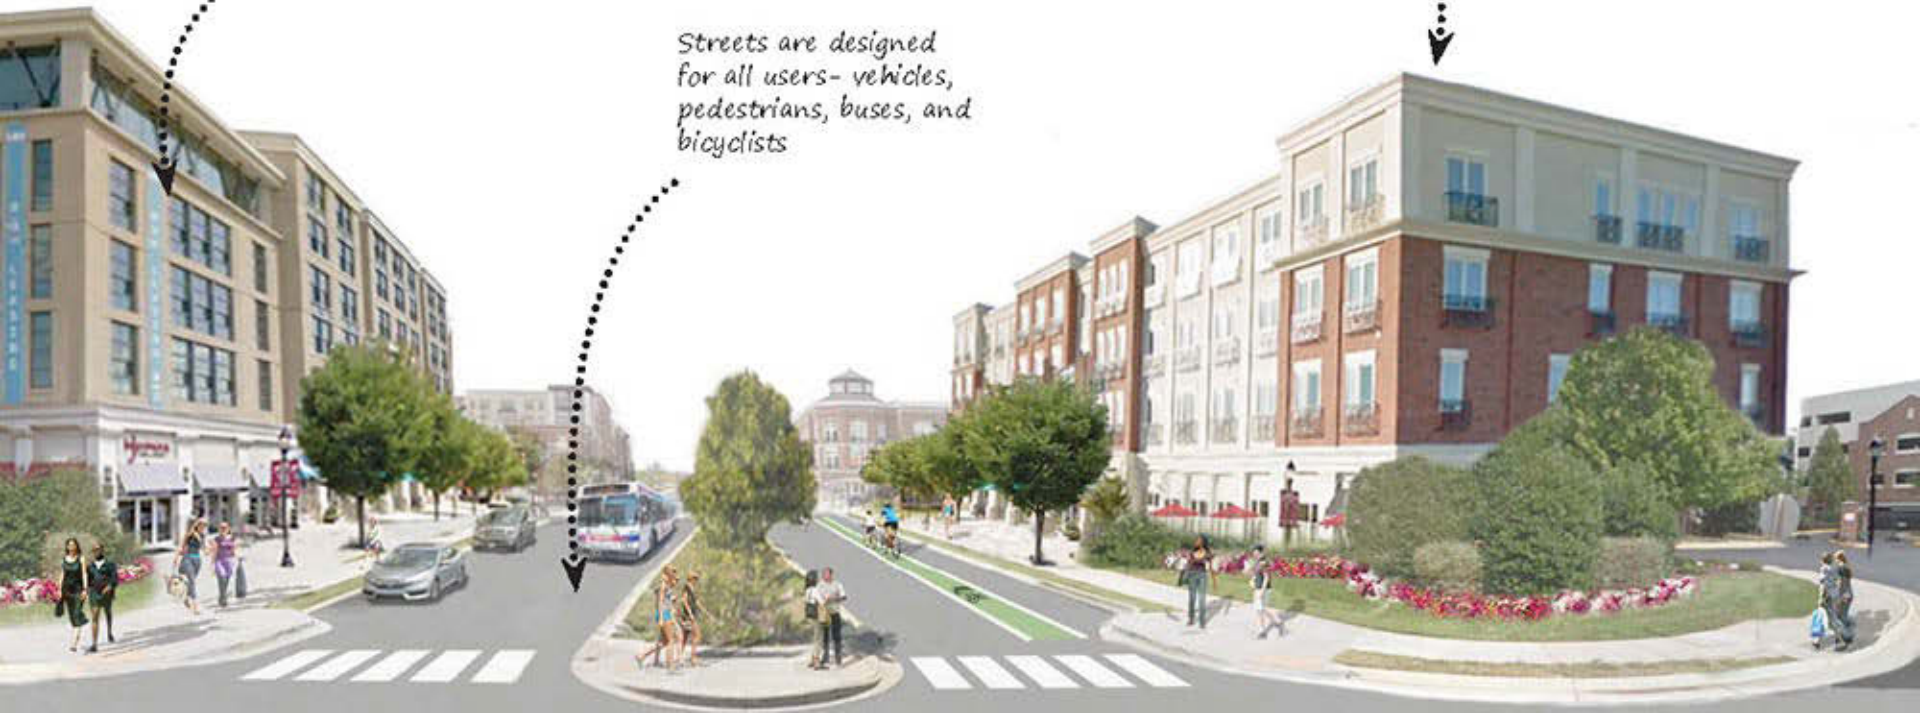 Streets are designed
for all users- vehicles,
pedestrians, buses, and
bicyclists